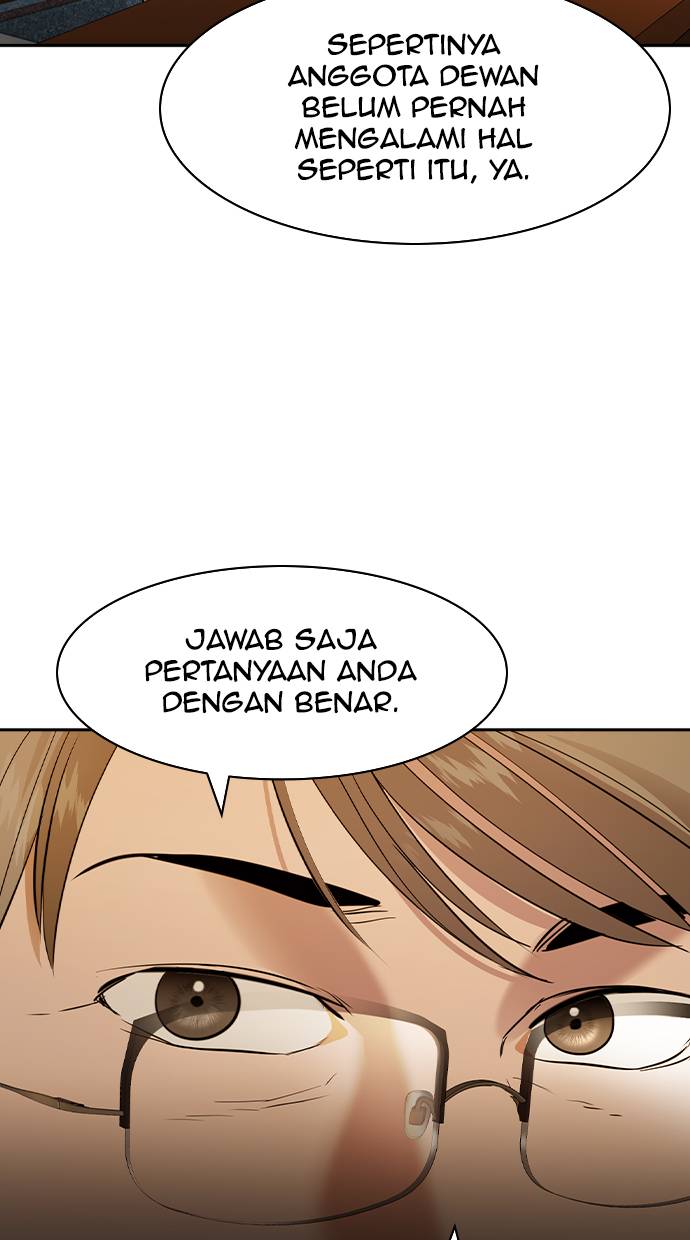 SEPERTINYA
ANGGOTA DEWAN
BELUM PERNAH
MENGALAMI HAL
SEPERTI ITU, YA.
JAWAB SAJA
PERTANYAAN ANDA
DENGAN BENAR.